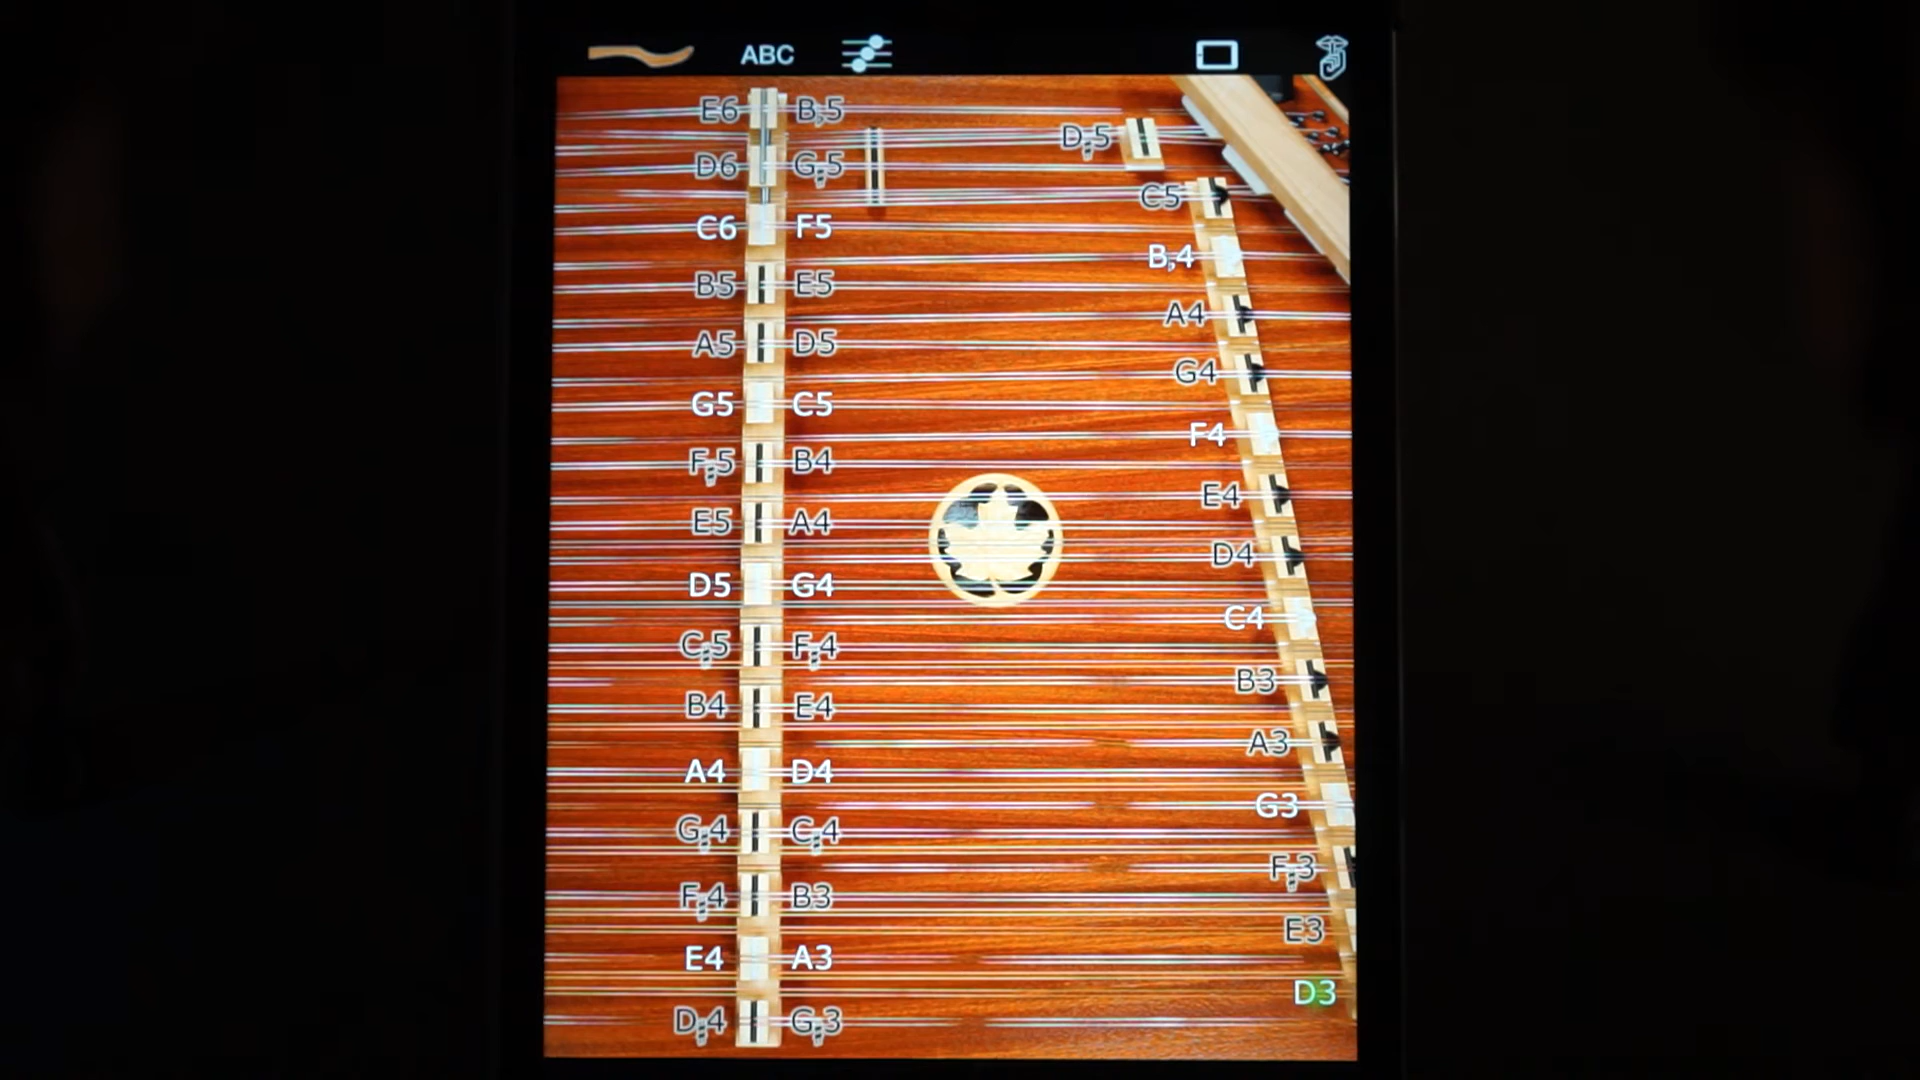 ABC
E6 B♭5
D♯5
D6 G♯5
C5
C6 F5
B♭4
B5 E5
A4
A5 D5
G4
G5 C5
F4
F♯5 B4
E4
E5 A4
D4
D5 G4
C4
C♯5 F♯4
B3
B4 E4
A3
A4 D4
G3
G♯4 C♯4
F♯3
F♯4 B3
E3
E4 A3
D3
D♯4 G♯3